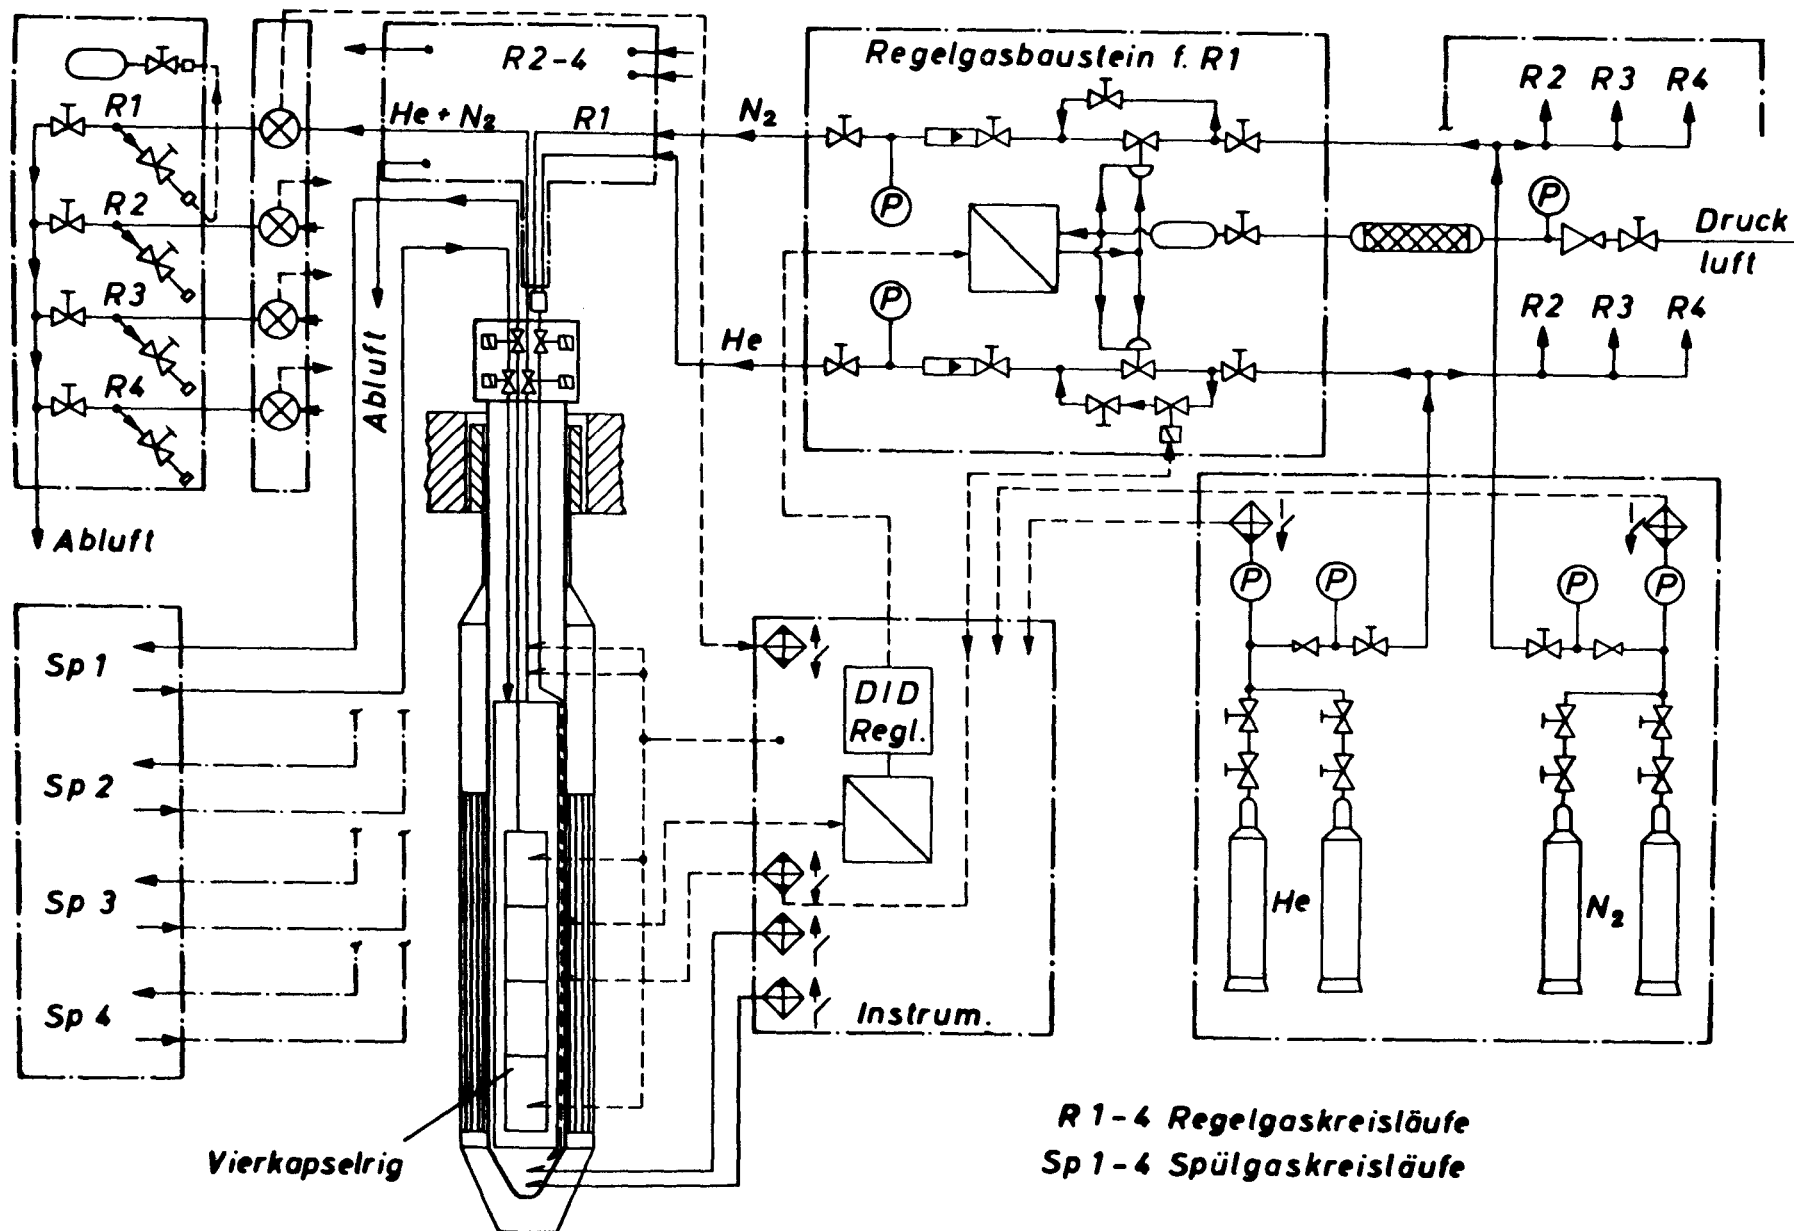 R2-4
Regelgasbaustein f. R1
R2 R3 R4
R1
He + N2
R1
N2
P
P
Druck
luft
R2
R3
P
R2 R3 R4
He
R4
Abluft
Abluft
P P P P
Sp 1
DID
Regl.
Sp 2
Sp 3
He
N2
Sp 4
Instrum.
R 1-4 Regelgaskreisläufe
Vierkapselrig
Sp 1-4 Spülgaskreisläufe